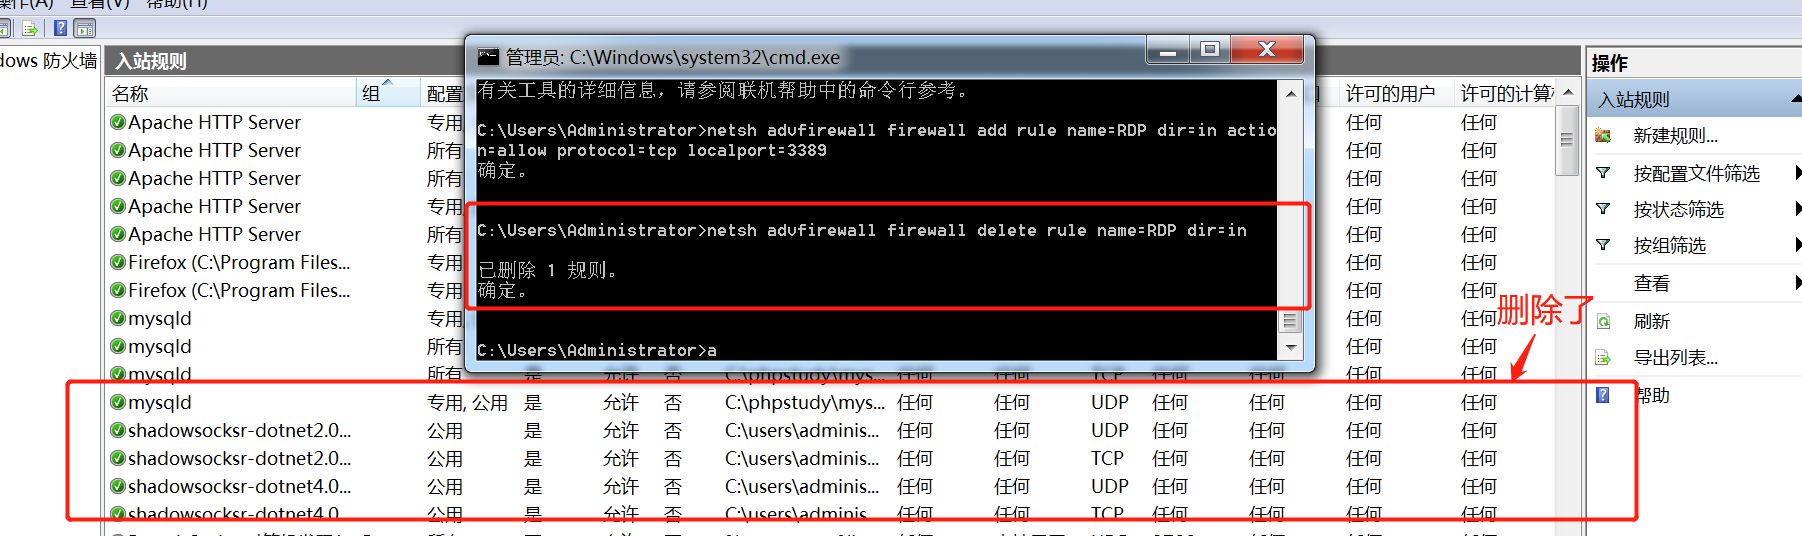 操作(A) 查看(V) 帮助(H)
dows 防火墙
入站规则
名称 组 配置 许可的用户 许可的计算机
Apache HTTP Server 专用, 任何 任何
Apache HTTP Server 所有 任何 任何
Apache HTTP Server 所有 任何 任何
Apache HTTP Server 专用, 任何 任何
Apache HTTP Server 所有 任何 任何
Firefox (C:\Program Files... 专用, 任何 任何
Firefox (C:\Program Files... 专用, 任何 任何
mysqld 专用, 任何 任何
mysqld 所有 任何 任何
mysqld 所有 是 允许 否 C:\phpstudy\mys... 任何 任何 TCP 任何 任何 任何 任何
mysqld 专用, 公用 是 允许 否 C:\phpstudy\mys... 任何 任何 UDP 任何 任何 任何 任何
shadowsocksr-dotnet2.0... 公用 是 允许 否 C:\users\adminis... 任何 任何 UDP 任何 任何 任何 任何
shadowsocksr-dotnet2.0... 公用 是 允许 否 C:\users\adminis... 任何 任何 TCP 任何 任何 任何 任何
shadowsocksr-dotnet4.0... 公用 是 允许 否 C:\users\adminis... 任何 任何 UDP 任何 任何 任何 任何
shadowsocksr-dotnet4.0... 公用 是 允许 否 C:\users\adminis... 任何 任何 TCP 任何 任何 任何 任何
管理员: C:\Windows\system32\cmd.exe
有关工具的详细信息，请参阅联机帮助中的命令行参考。
C:\Users\Administrator>netsh advfirewall firewall add rule name=RDP dir=in actio
n=allow protocol=tcp localport=3389
确定。
C:\Users\Administrator>netsh advfirewall firewall delete rule name=RDP dir=in
已删除 1 规则。
确定。
C:\Users\Administrator>a
删除了
操作
入站规则
新建规则...
按配置文件筛选
按状态筛选
按组筛选
查看
刷新
导出列表...
帮助